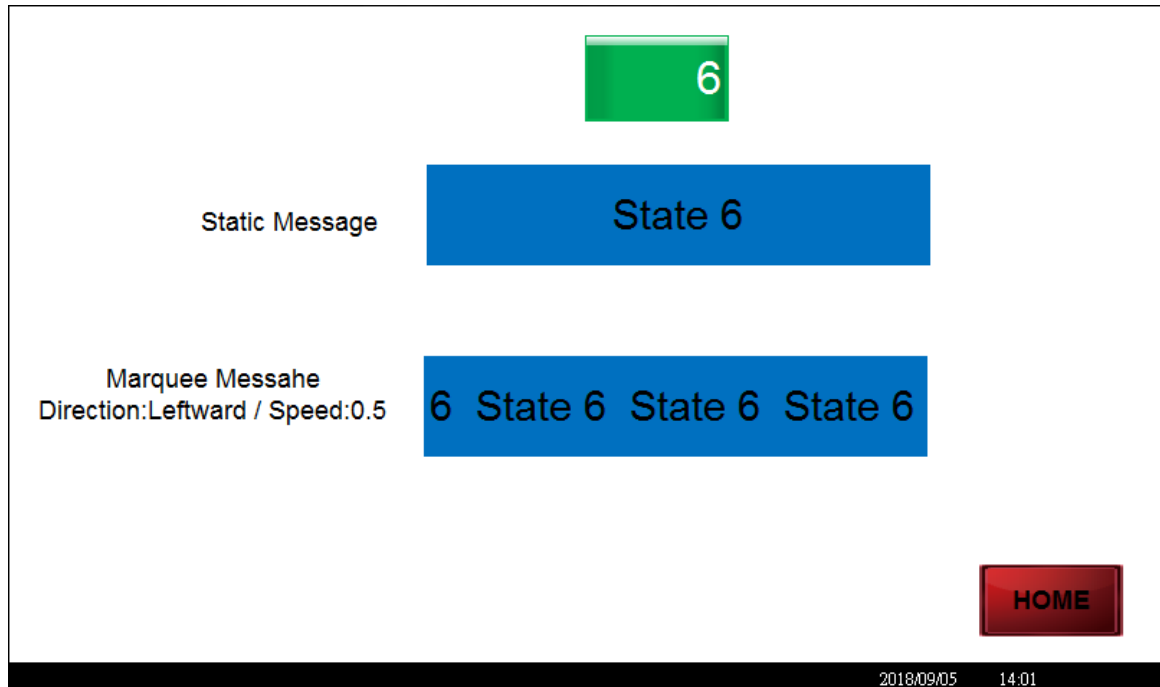 6
State 6
Static Message
Marquee Messahe
Direction:Leftward / Speed:0.5
6 State 6 State 6 State 6
HOME
2018/09/05 14:01